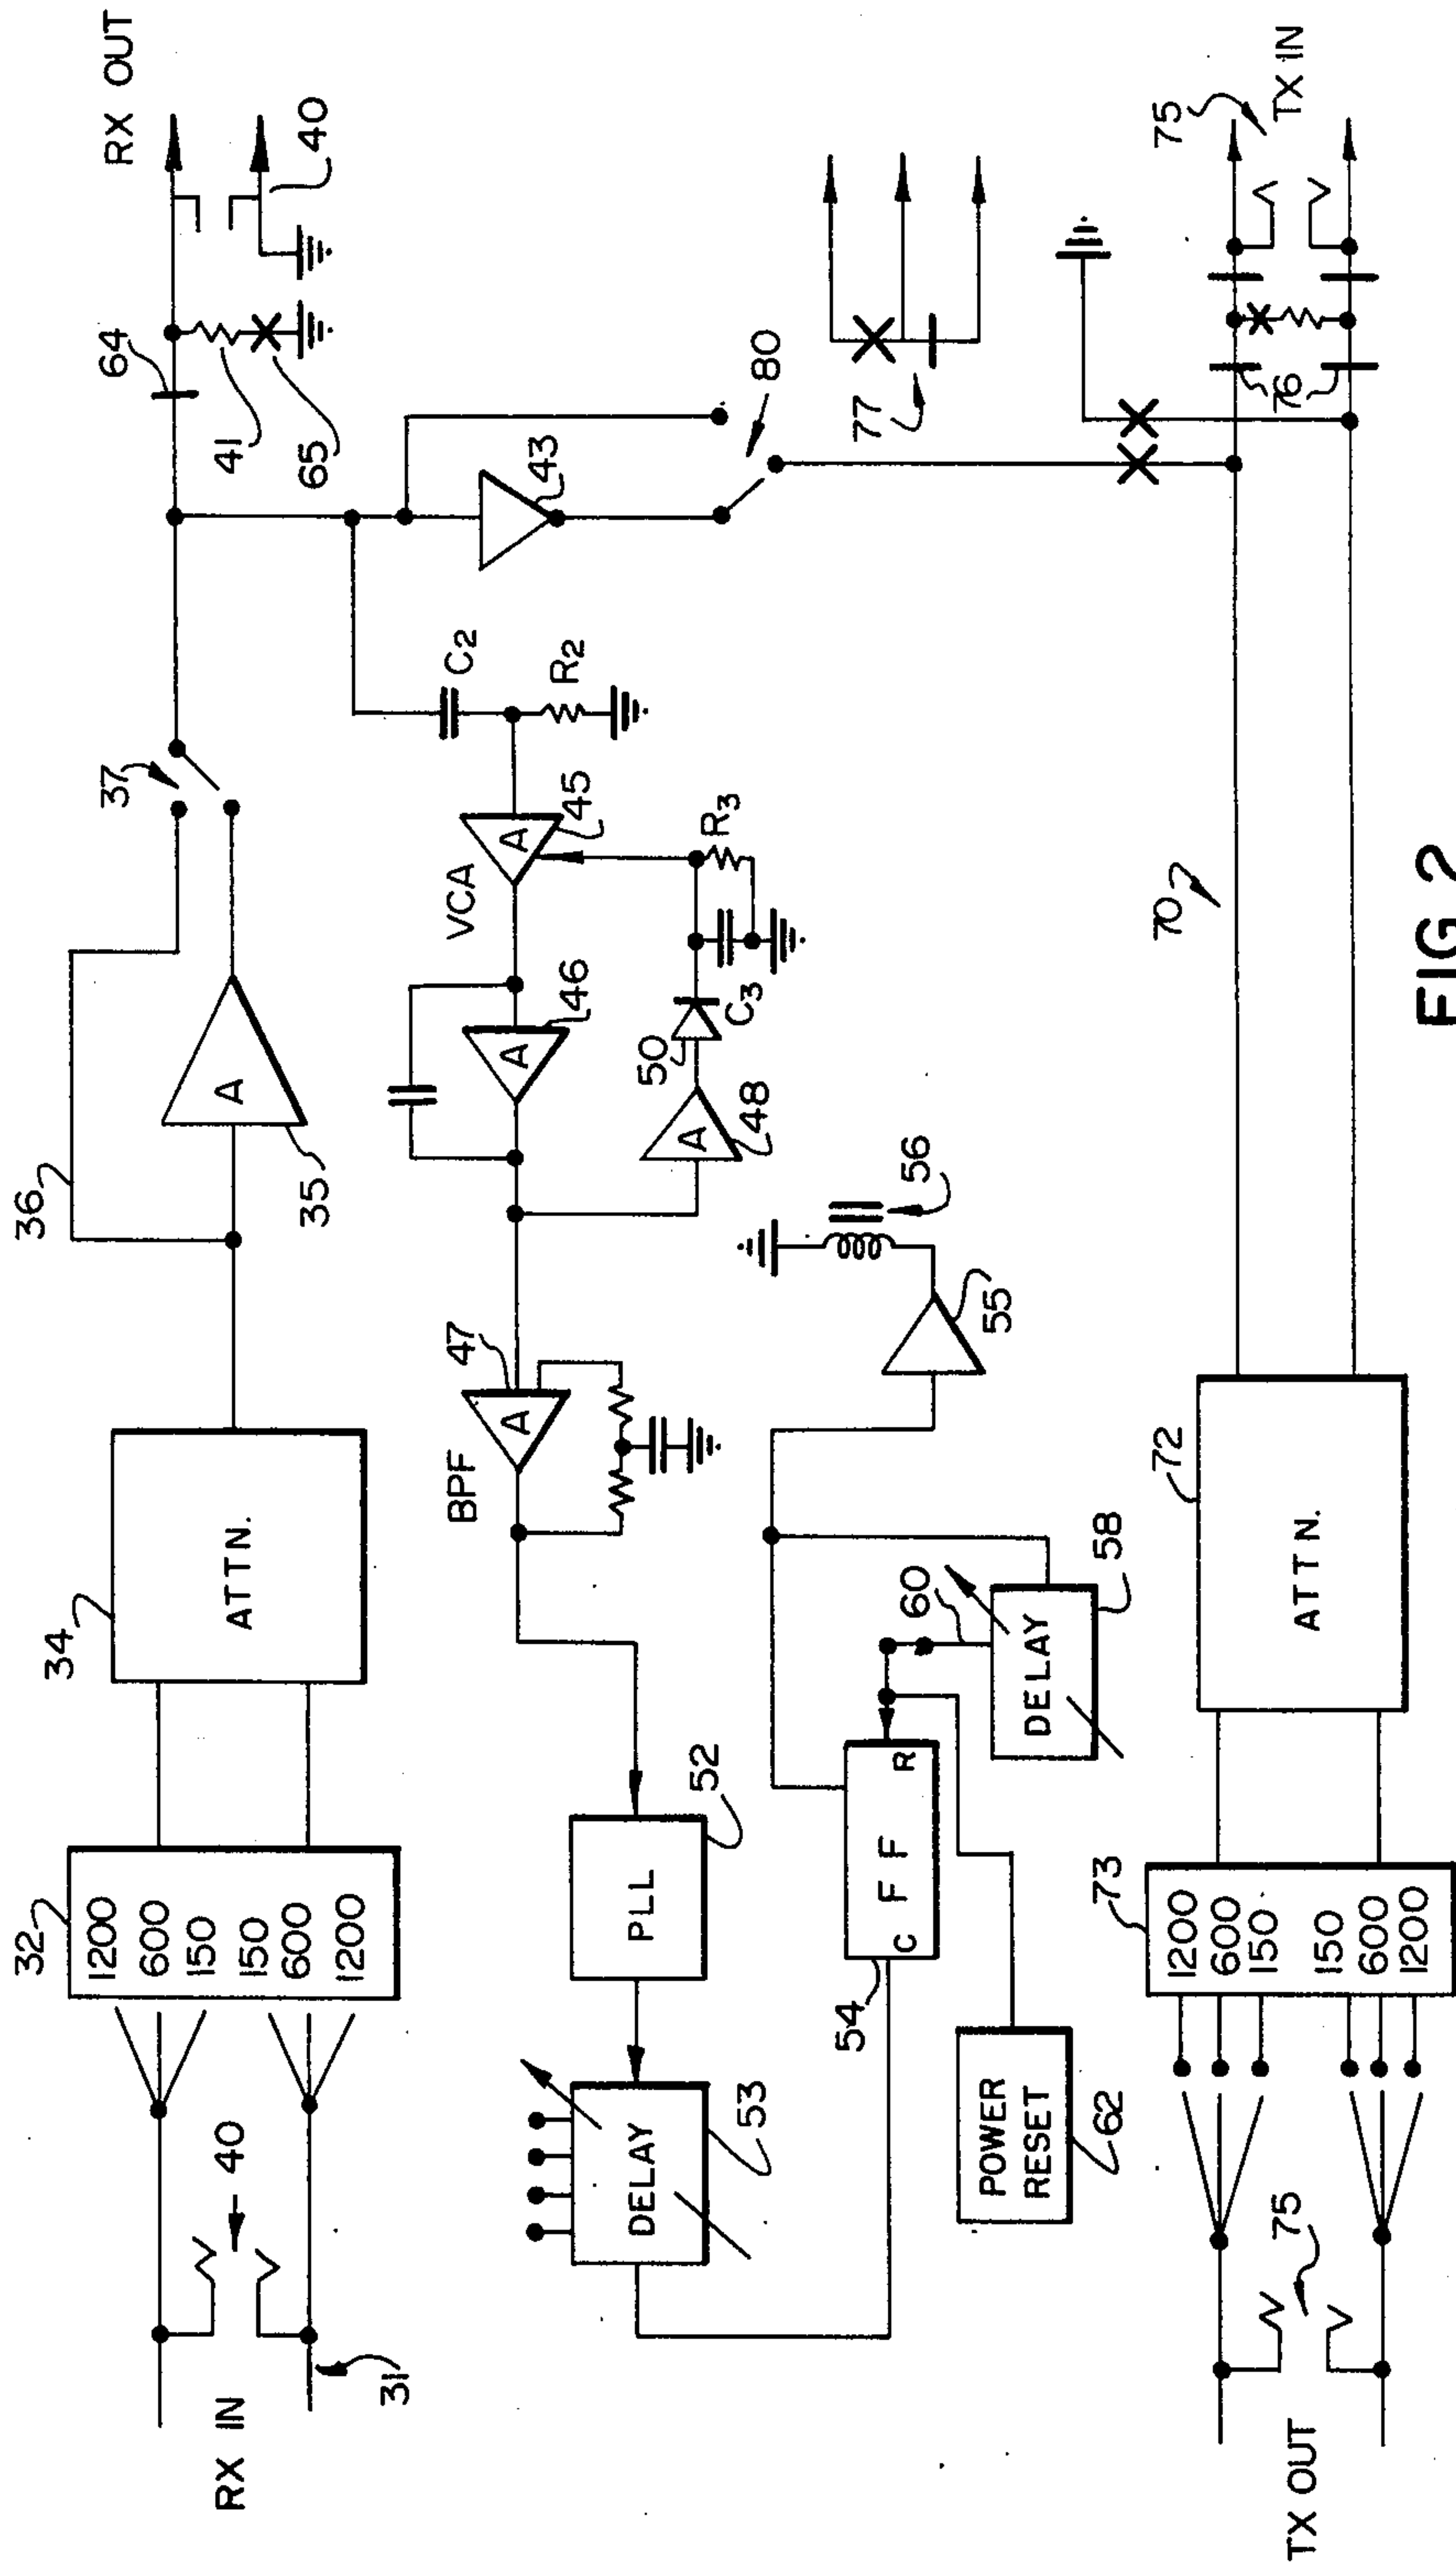 RX IN
31
40
32
1200
600
150
150
600
1200
34
ATTN.
36
A
35
37
64
41
65
RX OUT
40
43
80
C2
R2
45
A
VCA
46
A
R3
C3
50
48
A
47
A
BPF
52
PLL
53
DELAY
54
C FF R
55
56
58
DELAY
60
62
POWER
RESET
77
70
72
ATTN.
73
1200
600
150
150
600
1200
75
TX OUT
76
75
TX IN
FIG 2